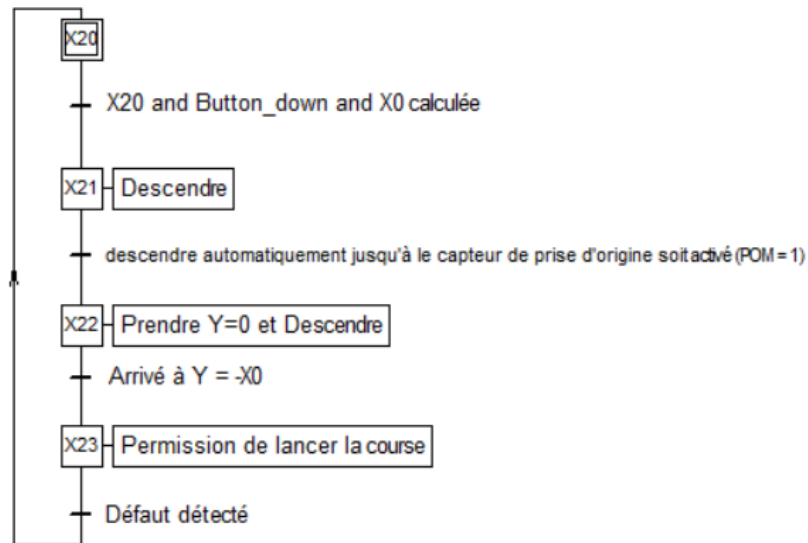 X20
X20 and Button_down and X0 calculée
X21 Descendre
descendre automatiquement jusqu'à le capteur de prise d'origine soit activé (POM = 1)
X22 Prendre Y=0 et Descendre
Arrivé à Y = -X0
X23 Permission de lancer la course
Défaut détecté